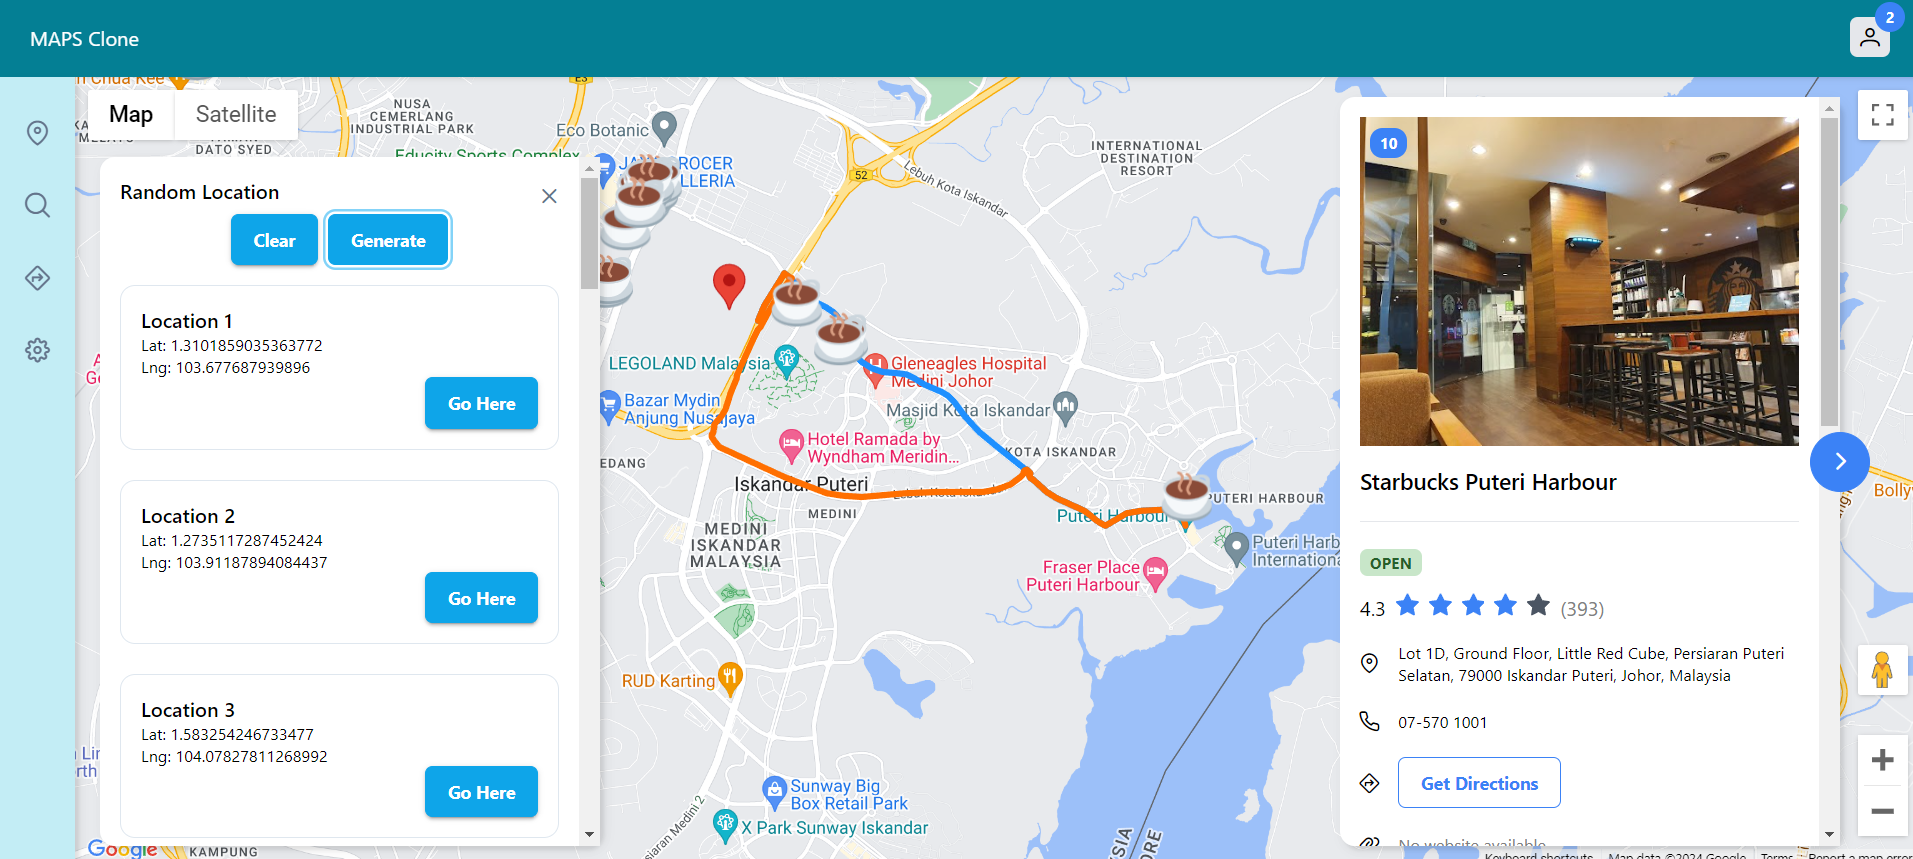 MAPS Clone
2
Map
Satellite
Random Location
Clear
Generate
Location 1
Lat: 1.3101859035363772
Lng: 103.677687939896
Go Here
Location 2
Lat: 1.2735117287452424
Lng: 103.91187894084437
Go Here
Location 3
Lat: 1.583254246733477
Lng: 104.07827811268992
Go Here
Google
KAMPUNG
NUSA
CEMERLANG
INDUSTRIAL PARK
DATO SYED
Educity Sports Complex
E3
Eco Botanic
ROCER
LLERIA
52
Lebuh Kota Iskandar
INTERNATIONAL
DESTINATION
RESORT
LEGOLAND Malaysia
Gleneagles Hospital
Medini Johor
Bazar Mydin
Anjung Nusajaya
Masjid Kota Iskandar
Hotel Ramada by
Wyndham Meridin...
KOTA ISKANDAR
EDANG
Iskandar Puteri
Lebuh Kota Iskandar
MEDINI
MEDINI
ISKANDAR
MALAYSIA
PUTERI HARBOUR
Puteri Harbour
Puteri Harb
International
Fraser Place
Puteri Harbour
RUD Karting
Sunway Big
Box Retail Park
X Park Sunway Iskandar
Persiaran Medini 2
10
Starbucks Puteri Harbour
OPEN
4.3
(393)
Lot 1D, Ground Floor, Little Red Cube, Persiaran Puteri
Selatan, 79000 Iskandar Puteri, Johor, Malaysia
07-570 1001
Get Directions
No website available
Bolly
Keyboard shortcuts
Map data ©2024 Google
Terms
Report a map error